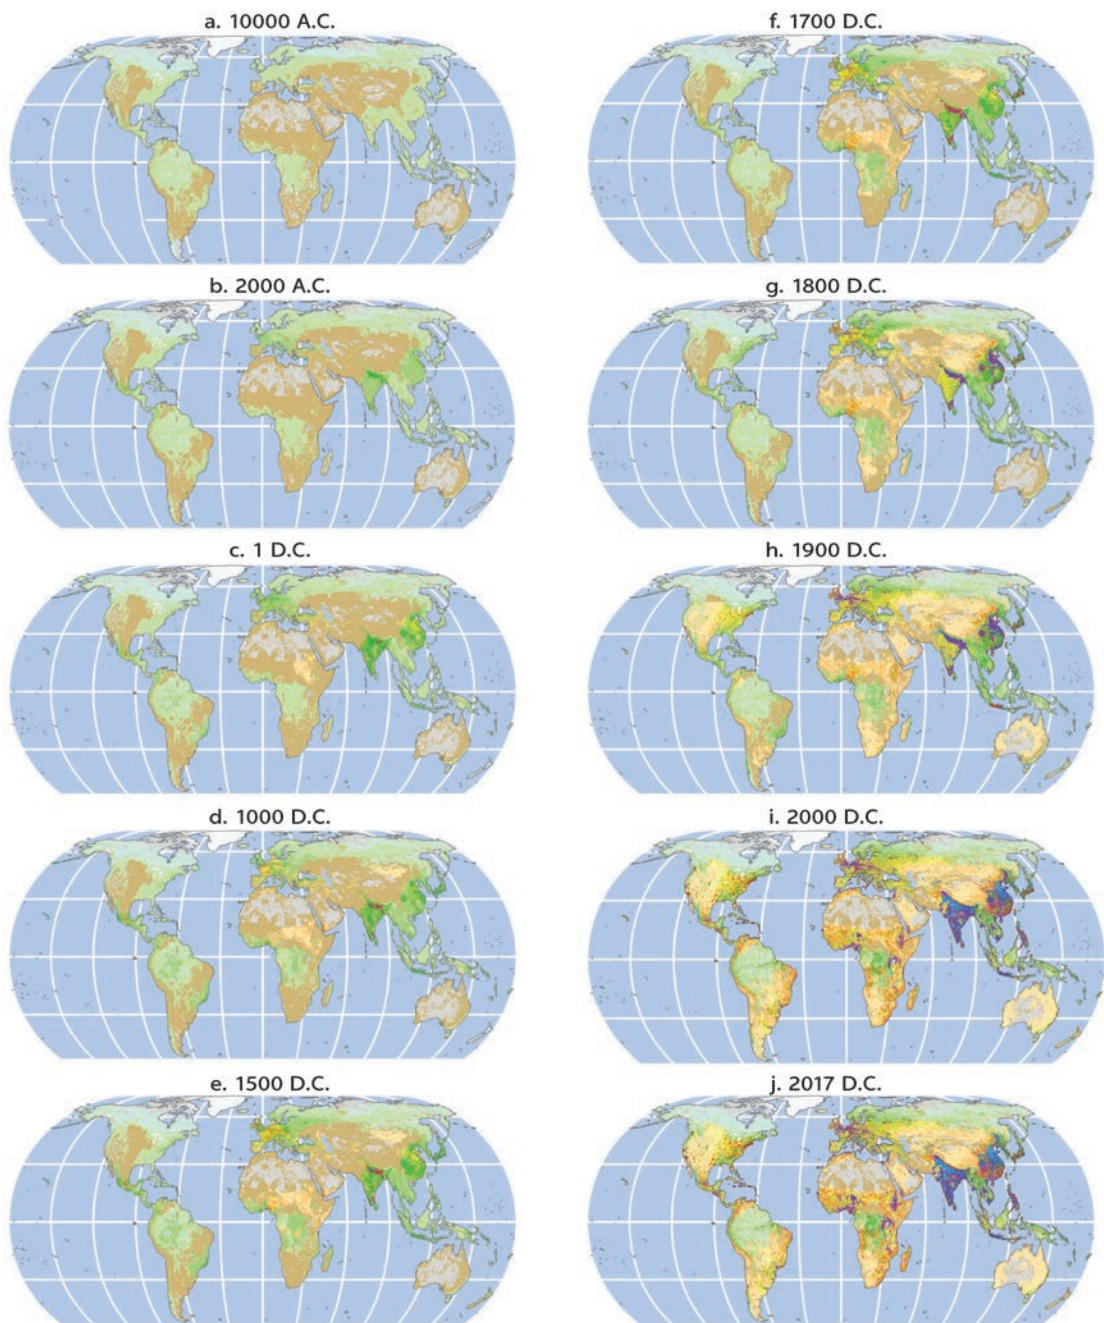 a. 10000 A.C.
b. 2000 A.C.
c. 1 D.C.
d. 1000 D.C.
e. 1500 D.C.
f. 1700 D.C.
g. 1800 D.C.
h. 1900 D.C.
i. 2000 D.C.
j. 2017 D.C.